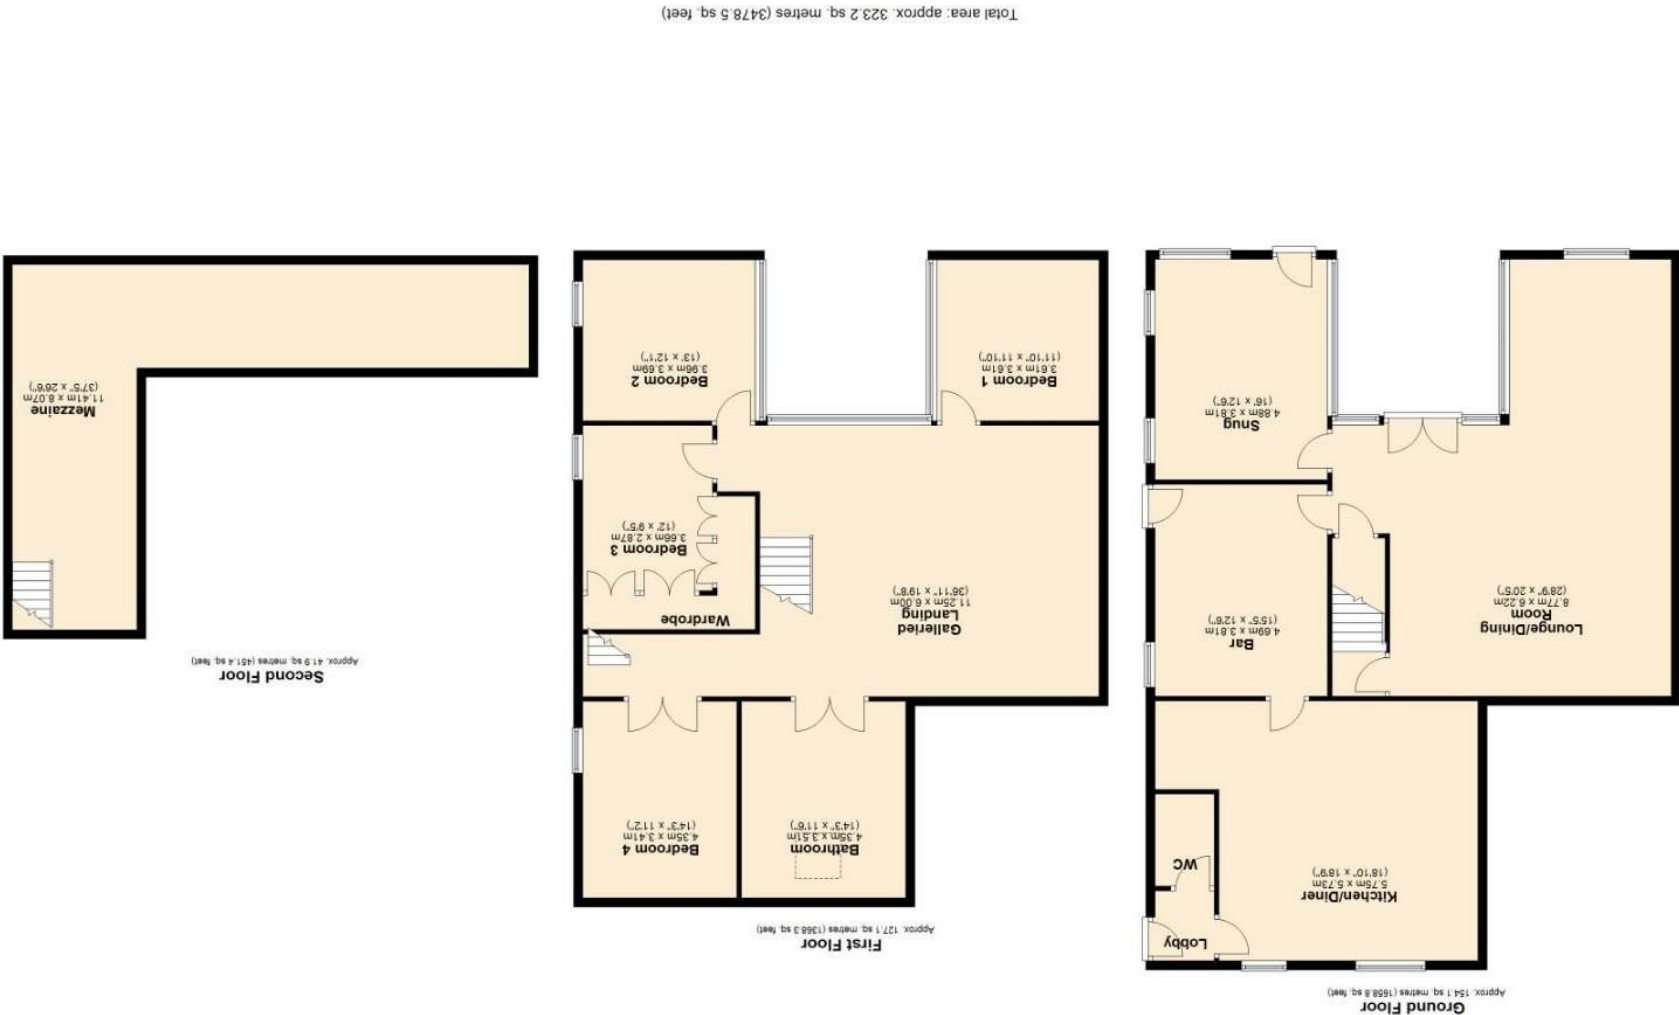 Ground Floor
Approx. 154.1 sq. metres (1658.8 sq. feet)
Lobby
WC
Kitchen/Diner
5.75m x 5.73m
(18'10" x 18'9")
Bar
4.69m x 3.81m
(15'5" x 12'6")
Lounge/Dining
Room
8.77m x 6.22m
(28'9" x 20'5")
Snug
4.88m x 3.81m
(16' x 12'6")
First Floor
Approx. 127.1 sq. metres (1368.3 sq. feet)
Bathroom
4.35m x 3.51m
(14'3" x 11'6")
Bedroom 4
4.35m x 3.41m
(14'3" x 11'2")
Galleried
Landing
11.25m x 6.00m
(36'11" x 19'8")
Wardrobe
Bedroom 3
3.66m x 2.87m
(12' x 9'5")
Bedroom 1
3.61m x 3.61m
(11'10" x 11'10")
Bedroom 2
3.96m x 3.69m
(13' x 12'1")
Second Floor
Approx. 41.9 sq. metres (451.4 sq. feet)
Mezzaine
11.41m x 8.07m
(37'5" x 26'6")
Total area: approx. 323.2 sq. metres (3478.5 sq. feet)